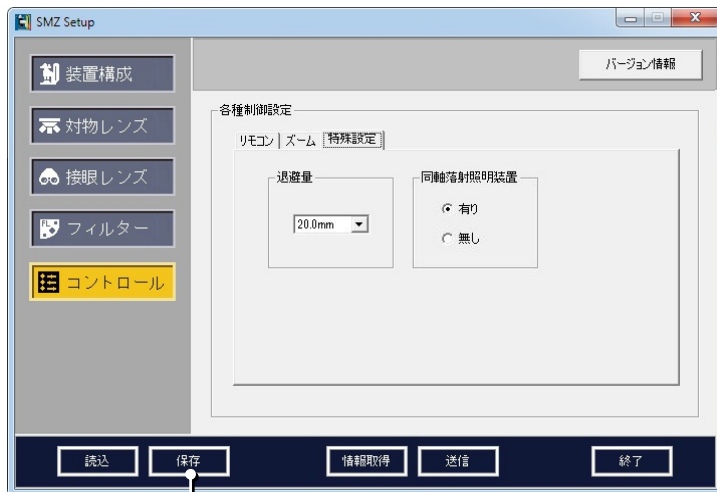 SMZ Setup
バージョン情報
装置構成
対物レンズ
接眼レンズ
フィルター
コントロール
各種制御設定
リモコン ズーム 特殊設定
退避量
20.0mm
同軸落射照明装置
有り
無し
読込 保存 情報取得 送信 終了